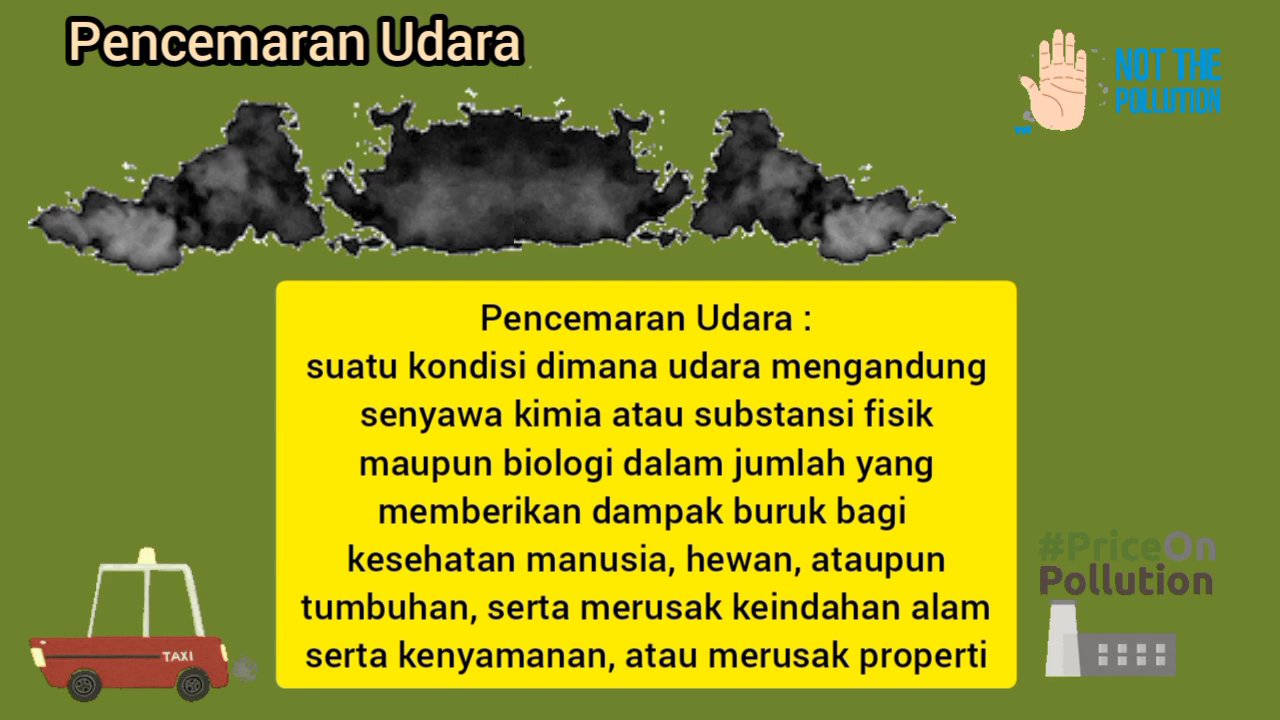 Pencemaran Udara
NOT THE
POLLUTION
Pencemaran Udara :
suatu kondisi dimana udara mengandung
senyawa kimia atau substansi fisik
maupun biologi dalam jumlah yang
memberikan dampak buruk bagi
kesehatan manusia, hewan, ataupun
tumbuhan, serta merusak keindahan alam
serta kenyamanan, atau merusak properti
#PriceOn
Pollution
TAXI